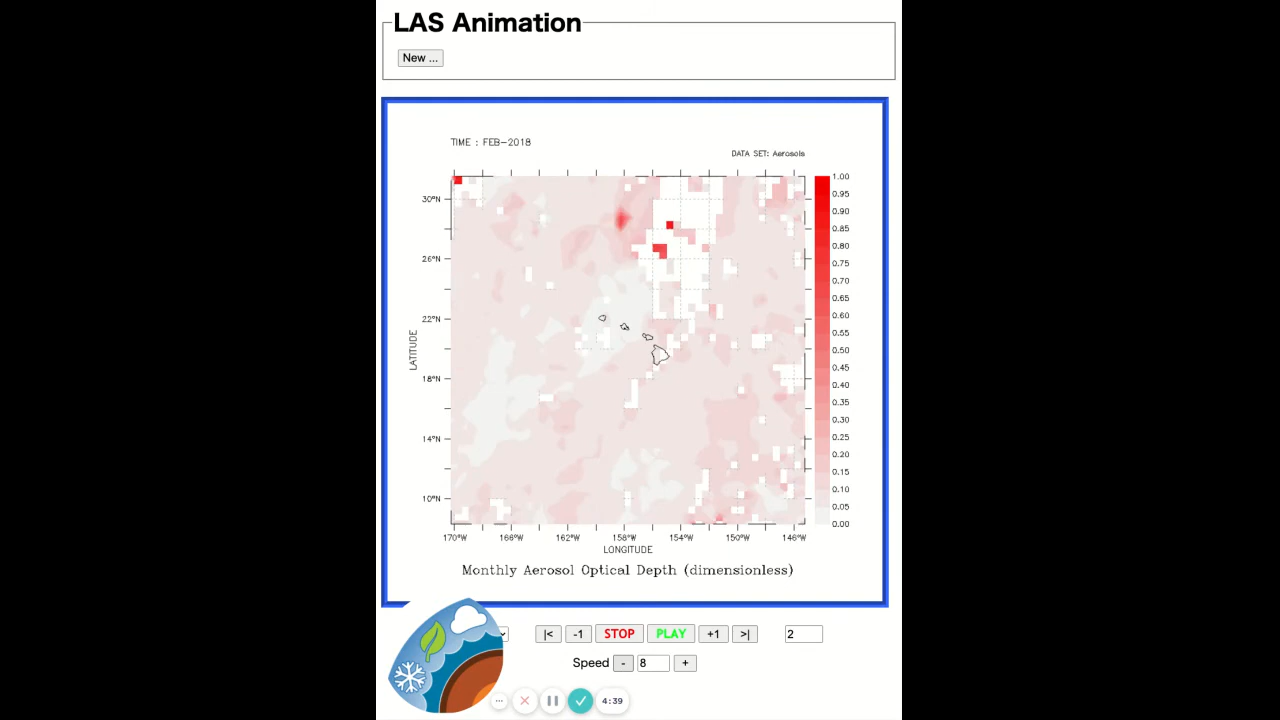 LAS Animation
New ...
TIME : FEB-2018
DATA SET: Aerosols
1.00
0.95
0.90
0.85
0.80
0.75
0.70
0.65
0.60
0.55
0.50
0.45
0.40
0.35
0.30
0.25
0.20
0.15
0.10
0.05
0.00
30°N
26°N
22°N
18°N
14°N
10°N
LATITUDE
170°W 166°W 162°W 158°W 154°W 150°W 146°W
LONGITUDE
Monthly Aerosol Optical Depth (dimensionless)
|< -1 STOP PLAY +1 >| 2
Speed - 8 +
4:39